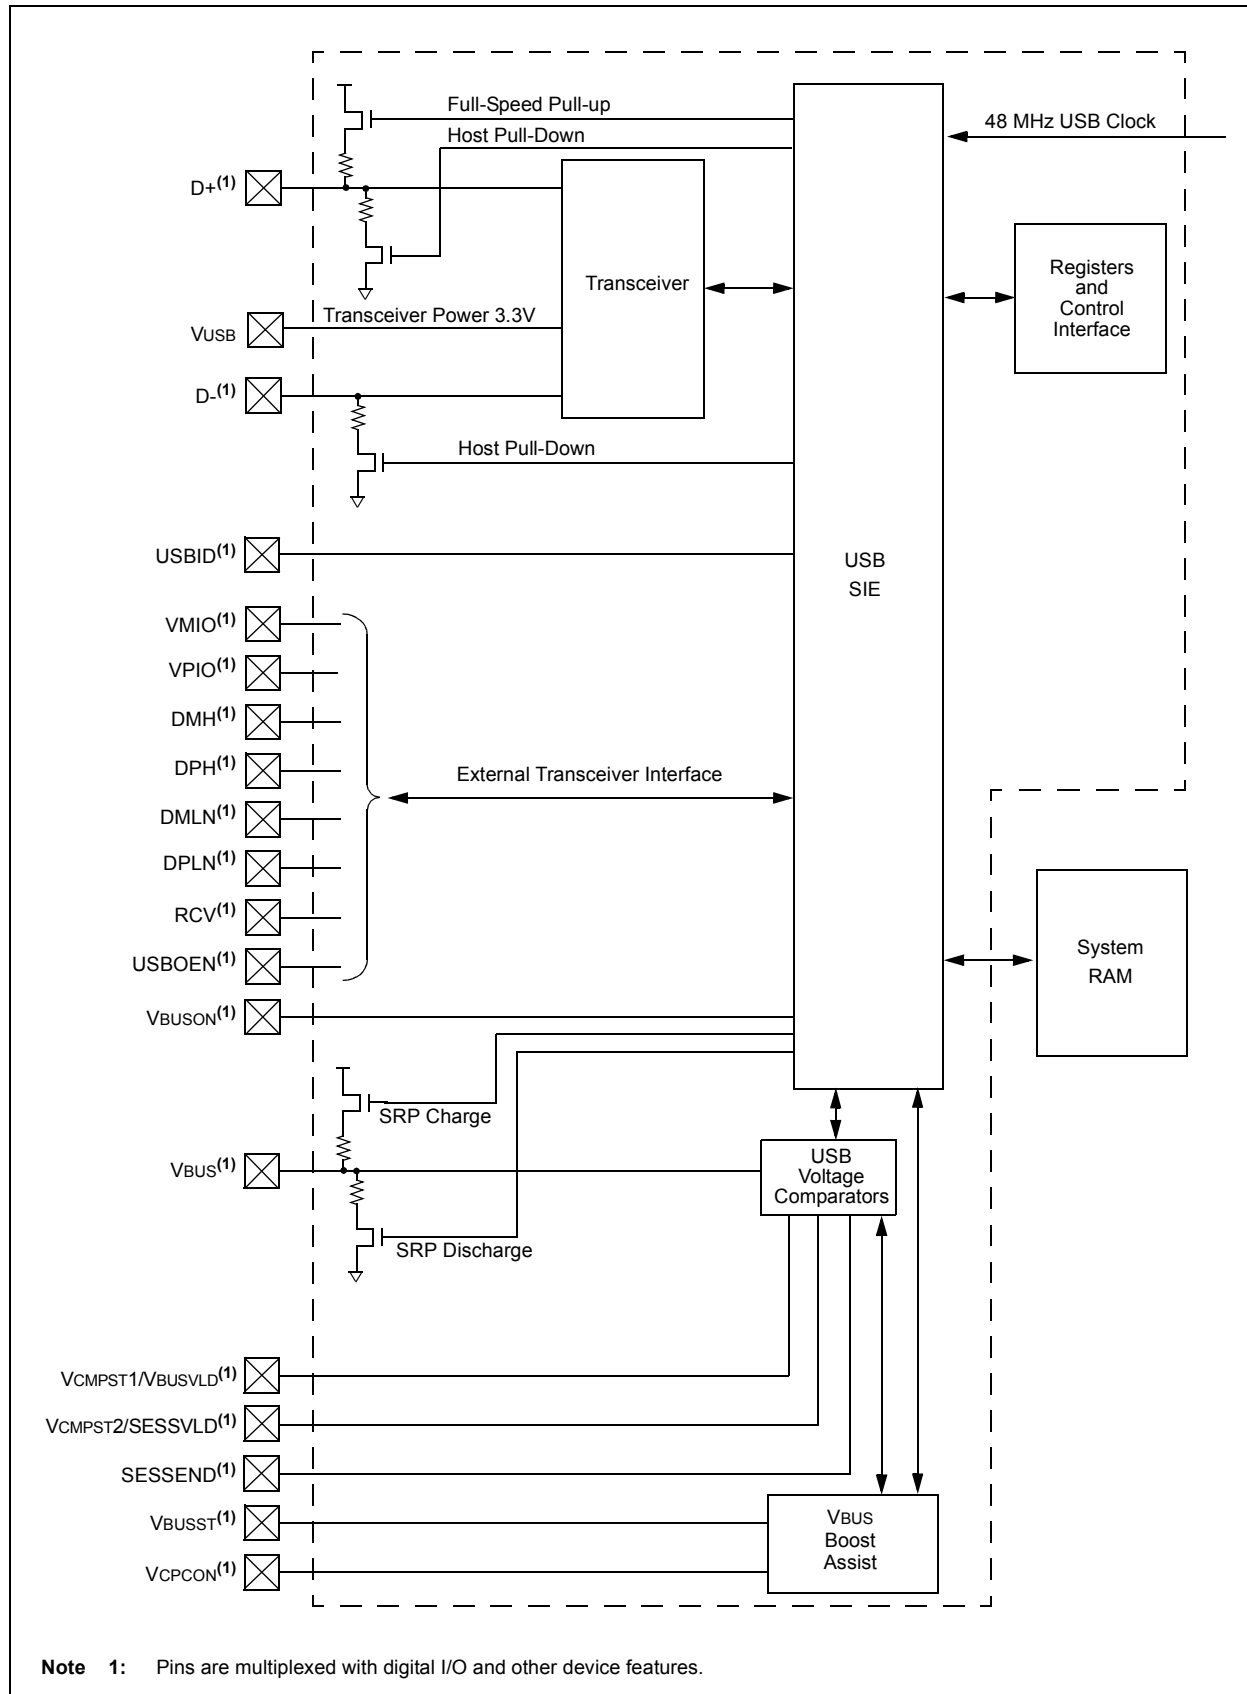 Full-Speed Pull-up
48 MHz USB Clock
Host Pull-Down
D+(1)
Transceiver
Registers
and
Control
Interface
Transceiver Power 3.3V
VUSB
D-(1)
Host Pull-Down
USBID(1)
USB
SIE
VMIO(1)
VPIO(1)
DMH(1)
DPH(1)
External Transceiver Interface
DMLN(1)
DPLN(1)
RCV(1)
USBOEN(1)
System
RAM
VBUSON(1)
SRP Charge
VBUS(1)
USB
Voltage
Comparators
SRP Discharge
VCMPST1/VBUSVLD(1)
VCMPST2/SESSVLD(1)
SESSEND(1)
VBUSST(1)
VBUS
Boost
Assist
VCPCON(1)
Note 1: Pins are multiplexed with digital I/O and other device features.